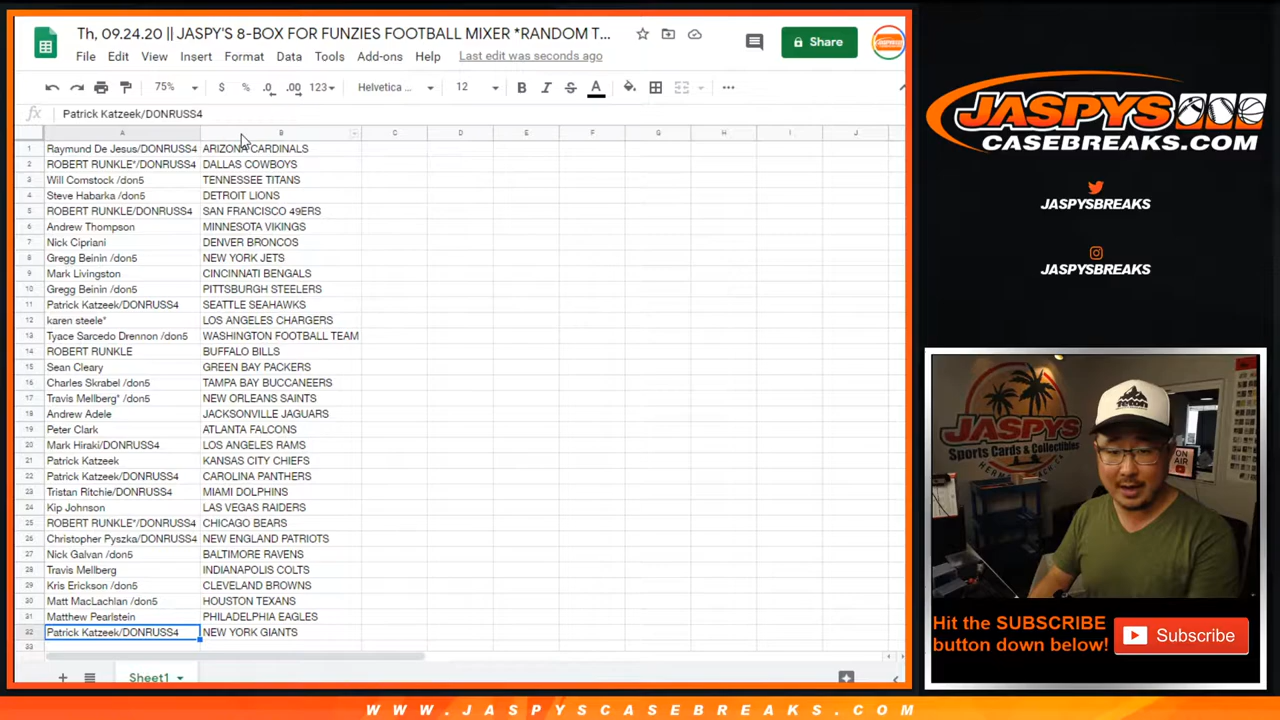 Th, 09.24.20 || JASPY'S 8-BOX FOR FUNZIES FOOTBALL MIXER *RANDOM T...
File Edit View Insert Format Data Tools Add-ons Help Last edit was seconds ago
Share
75% $ % .0 .00 123 Helvetica ... 12 B I S A
fx Patrick Katzeek/DONRUSS4
A B C D E F G H I J
1 Raymund De Jesus/DONRUSS4 ARIZONA CARDINALS
2 ROBERT RUNKLE*/DONRUSS4 DALLAS COWBOYS
3 Will Comstock /don5 TENNESSEE TITANS
4 Steve Habarka /don5 DETROIT LIONS
5 ROBERT RUNKLE/DONRUSS4 SAN FRANCISCO 49ERS
6 Andrew Thompson MINNESOTA VIKINGS
7 Nick Cipriani DENVER BRONCOS
8 Gregg Beinin /don5 NEW YORK JETS
9 Mark Livingston CINCINNATI BENGALS
10 Gregg Beinin /don5 PITTSBURGH STEELERS
11 Patrick Katzeek/DONRUSS4 SEATTLE SEAHAWKS
12 karen steele* LOS ANGELES CHARGERS
13 Tyace Sarcedo Drennon /don5 WASHINGTON FOOTBALL TEAM
14 ROBERT RUNKLE BUFFALO BILLS
15 Sean Cleary GREEN BAY PACKERS
16 Charles Skrabel /don5 TAMPA BAY BUCCANEERS
17 Travis Mellberg* /don5 NEW ORLEANS SAINTS
18 Andrew Adele JACKSONVILLE JAGUARS
19 Peter Clark ATLANTA FALCONS
20 Mark Hiraki/DONRUSS4 LOS ANGELES RAMS
21 Patrick Katzeek KANSAS CITY CHIEFS
22 Patrick Katzeek/DONRUSS4 CAROLINA PANTHERS
23 Tristan Ritchie/DONRUSS4 MIAMI DOLPHINS
24 Kip Johnson LAS VEGAS RAIDERS
25 ROBERT RUNKLE*/DONRUSS4 CHICAGO BEARS
26 Christopher Pyszka/DONRUSS4 NEW ENGLAND PATRIOTS
27 Nick Galvan /don5 BALTIMORE RAVENS
28 Travis Mellberg INDIANAPOLIS COLTS
29 Kris Erickson /don5 CLEVELAND BROWNS
30 Matt MacLachlan /don5 HOUSTON TEXANS
31 Matthew Pearlstein PHILADELPHIA EAGLES
32 Patrick Katzeek/DONRUSS4 NEW YORK GIANTS
33
Sheet1
JASPYS
CASEBREAKS.COM
JASPYSBREAKS
JASPYSBREAKS
JASPYS
Sports Cards & Collectibles
ON AIR
TETON
Hit the SUBSCRIBE
button down below!
Subscribe
WWW.JASPYSCASEBREAKS.COM